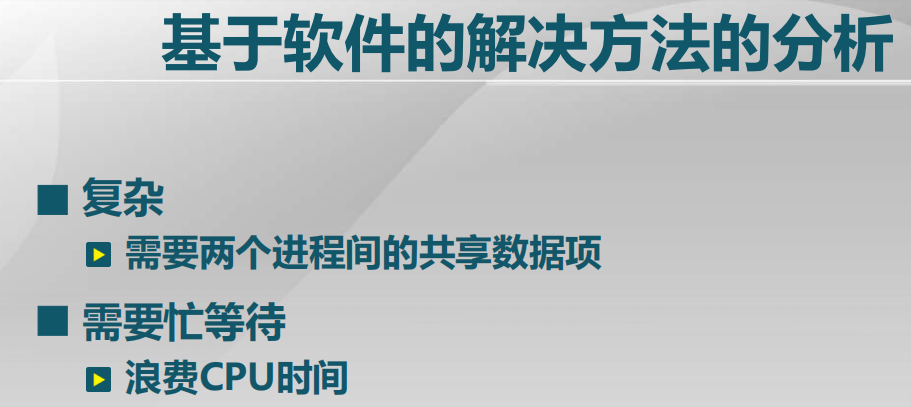 基于软件的解决方法的分析
复杂
需要两个进程间的共享数据项
需要忙等待
浪费CPU时间